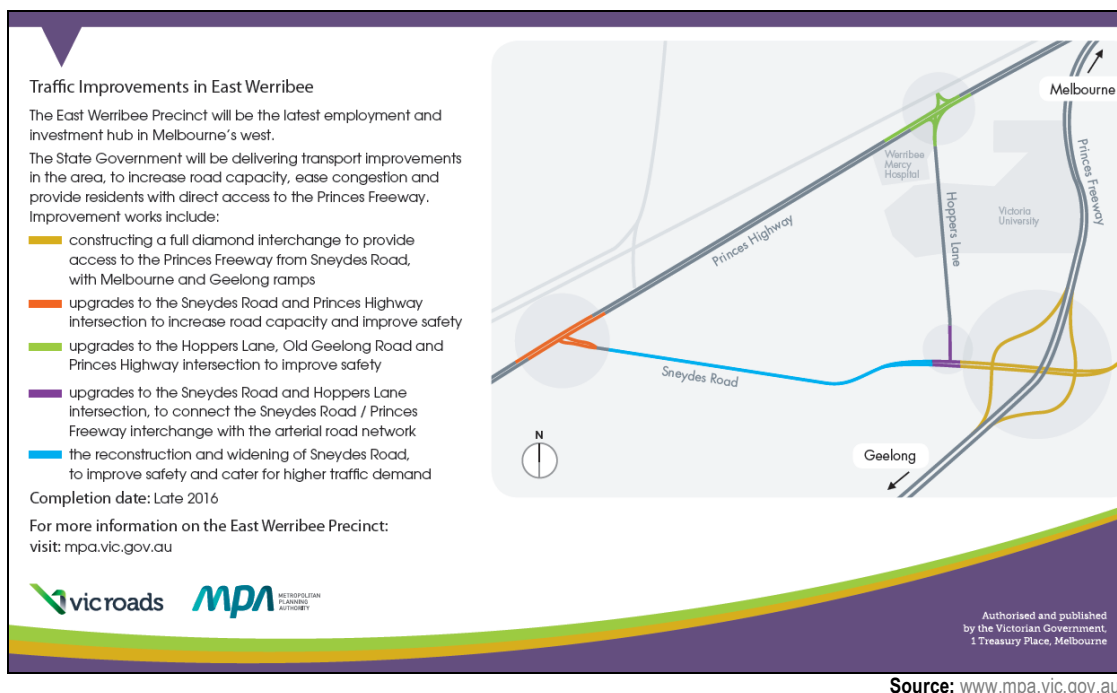 Traffic Improvements in East Werribee
The East Werribee Precinct will be the latest employment and
investment hub in Melbourne's west.
The State Government will be delivering transport improvements
in the area, to increase road capacity, ease congestion and
provide residents with direct access to the Princes Freeway.
Improvement works include:
constructing a full diamond interchange to provide
access to the Princes Freeway from Sneydes Road,
with Melbourne and Geelong ramps
upgrades to the Sneydes Road and Princes Highway
intersection to increase road capacity and improve safety
upgrades to the Hoppers Lane, Old Geelong Road and
Princes Highway intersection to improve safety
upgrades to the Sneydes Road and Hoppers Lane
intersection, to connect the Sneydes Road / Princes
Freeway interchange with the arterial road network
the reconstruction and widening of Sneydes Road,
to improve safety and cater for higher traffic demand
Completion date: Late 2016
For more information on the East Werribee Precinct:
visit: mpa.vic.gov.au
vicroads
MPA
METROPOLITAN
PLANNING
AUTHORITY
Melbourne
Werribee
Mercy
Hospital
Princes Freeway
Victoria
University
Hoppers Lane
Princes Highway
Sneydes Road
N
Geelong
Authorised and published
by the Victorian Government,
1 Treasury Place, Melbourne
Source: www.mpa.vic.gov.au